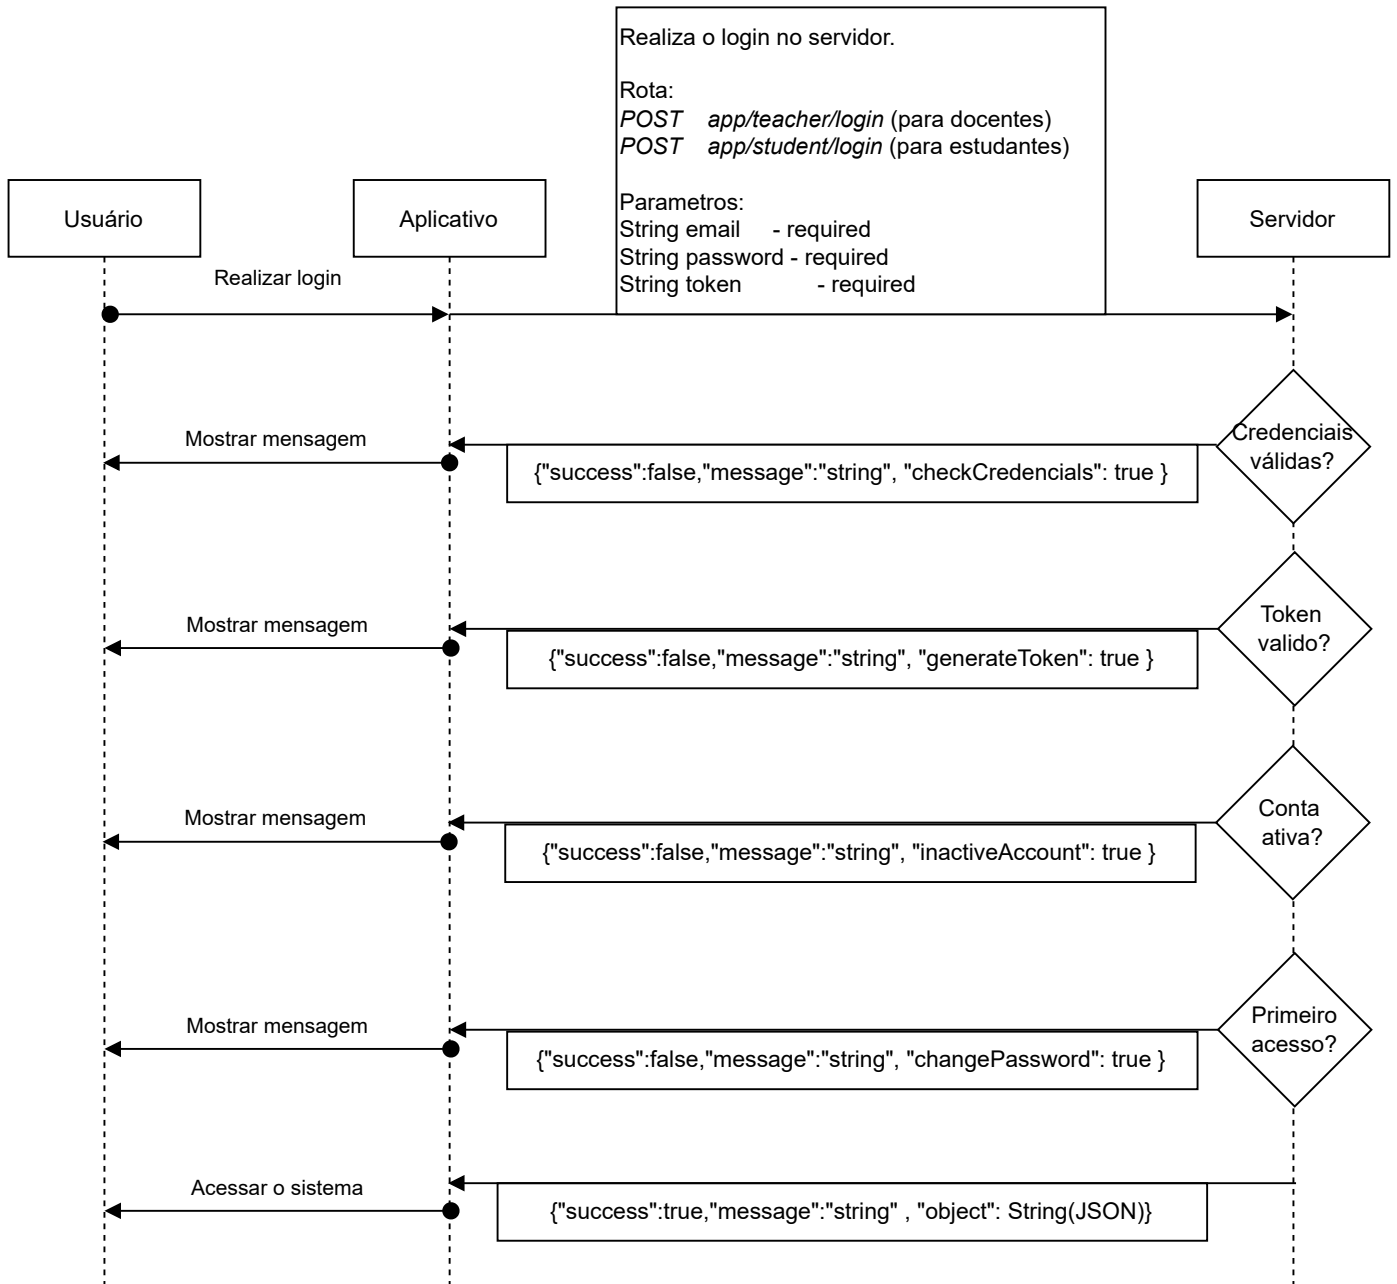 Realiza o login no servidor.
Rota:
POST app/teacher/login (para docentes)
POST app/student/login (para estudantes)
Parametros:
String email - required
String password - required
String token - required
Usuário
Aplicativo
Servidor
Realizar login
Credenciais
válidas?
Mostrar mensagem
{"success":false,"message":"string", "checkCredencials": true }
Token
valido?
Mostrar mensagem
{"success":false,"message":"string", "generateToken": true }
Conta
ativa?
Mostrar mensagem
{"success":false,"message":"string", "inactiveAccount": true }
Primeiro
acesso?
Mostrar mensagem
{"success":false,"message":"string", "changePassword": true }
Acessar o sistema
{"success":true,"message":"string" , "object": String(JSON)}